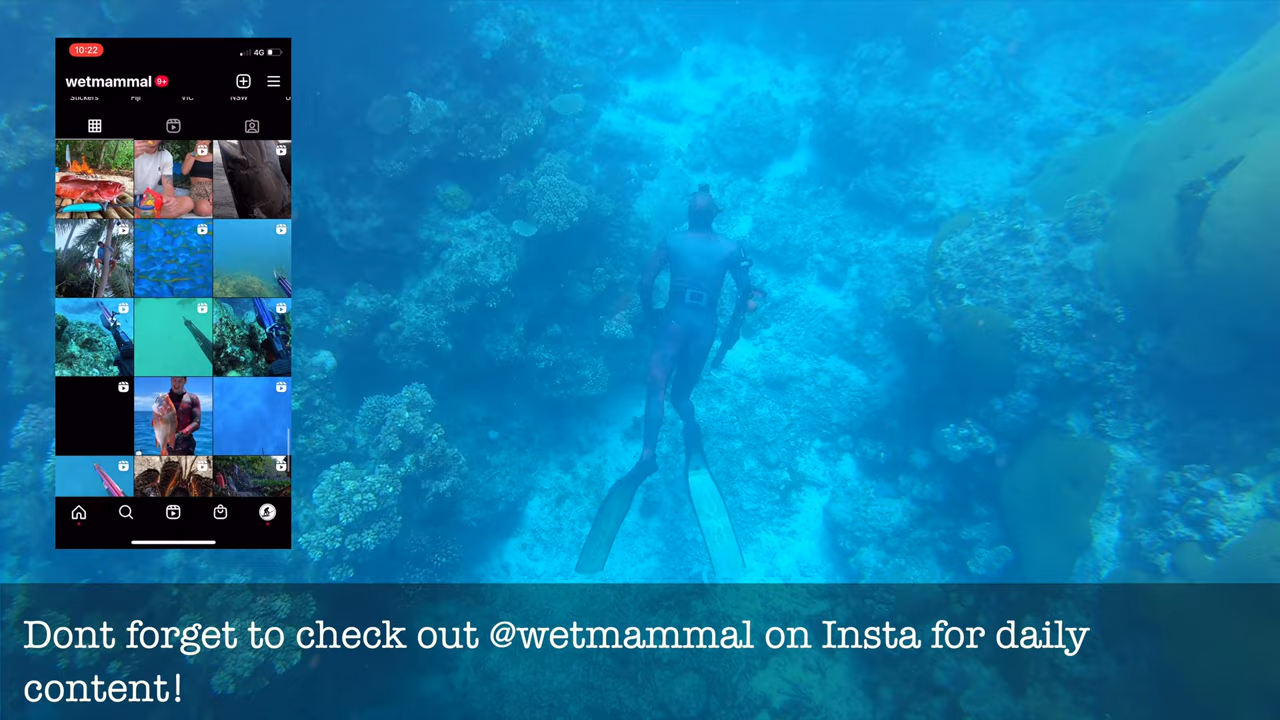 10:22
4G
wetmammal 9+
Stickers Fiji VIC NSW
Dont forget to check out @wetmammal on Insta for daily
content!